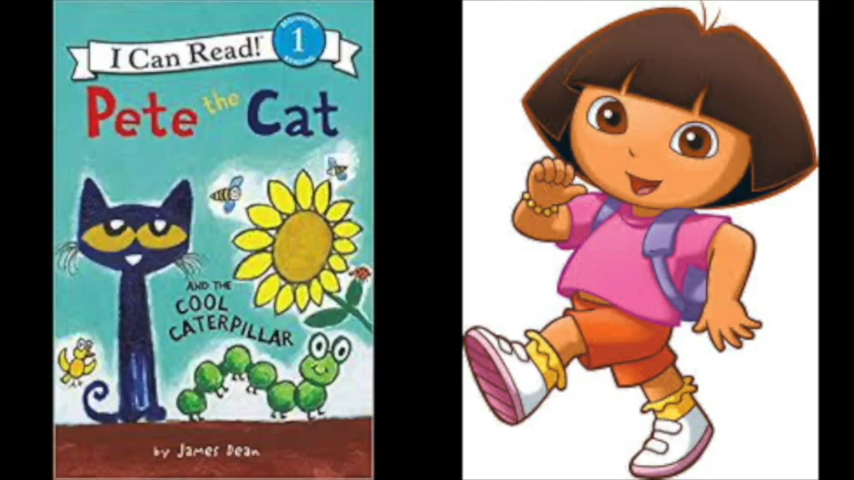 I Can Read!
BEGINNING
1
READING
Pete the Cat
AND THE
COOL
CATERPILLAR
by James Dean